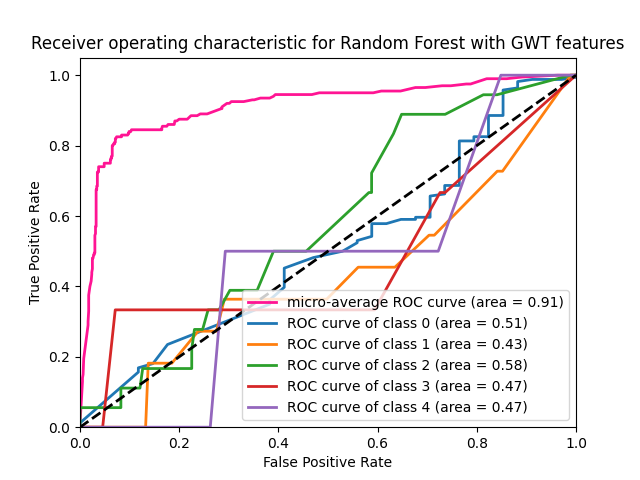 Receiver operating characteristic for Random Forest with GWT features
True Positive Rate
1.0
0.8
0.6
0.4
0.2
0.0
micro-average ROC curve (area = 0.91)
ROC curve of class 0 (area = 0.51)
ROC curve of class 1 (area = 0.43)
ROC curve of class 2 (area = 0.58)
ROC curve of class 3 (area = 0.47)
ROC curve of class 4 (area = 0.47)
0.0 0.2 0.4 0.6 0.8 1.0
False Positive Rate